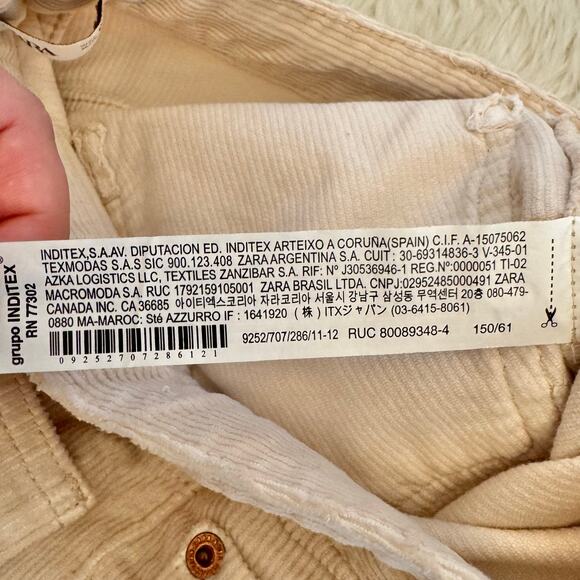 ZARA
grupo INDITEX®
RN 77302
INDITEX,S.A.AV. DIPUTACION ED. INDITEX ARTEIXO A CORUÑA(SPAIN) C.I.F. A-15075062
TEXMODAS S.A.S SIC 900.123.408 ZARA ARGENTINA S.A. CUIT : 30-69314836-3 V-345-01
AZKA LOGISTICS LLC, TEXTILES ZANZIBAR S.A. RIF: Nº J30536946-1 REG.Nº:0000051 TI-02
MACROMODA S.A. RUC 1792159105001 ZARA BRASIL LTDA. CNPJ:02952485000491 ZARA
CANADA INC. CA 36685 아이티엑스코리아 자라코리아 서울시 강남구 삼성동 무역센터 20층 080-479-
0880 MA-MAROC: Sté AZZURRO IF : 1641920 ( 株 ) ITXジャパン (03-6415-8061)
9252/707/286/11-12 RUC 80089348-4 150/61
09252707286121